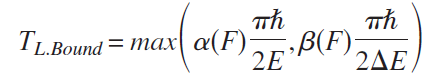 T_{L.Bound} = max( α(F) πℏ/2E , β(F) πℏ/2ΔE )